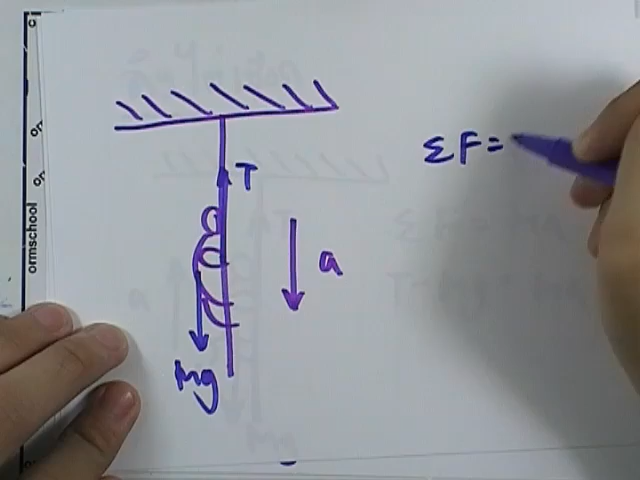 ΣF=
T
a
mg
ormschool